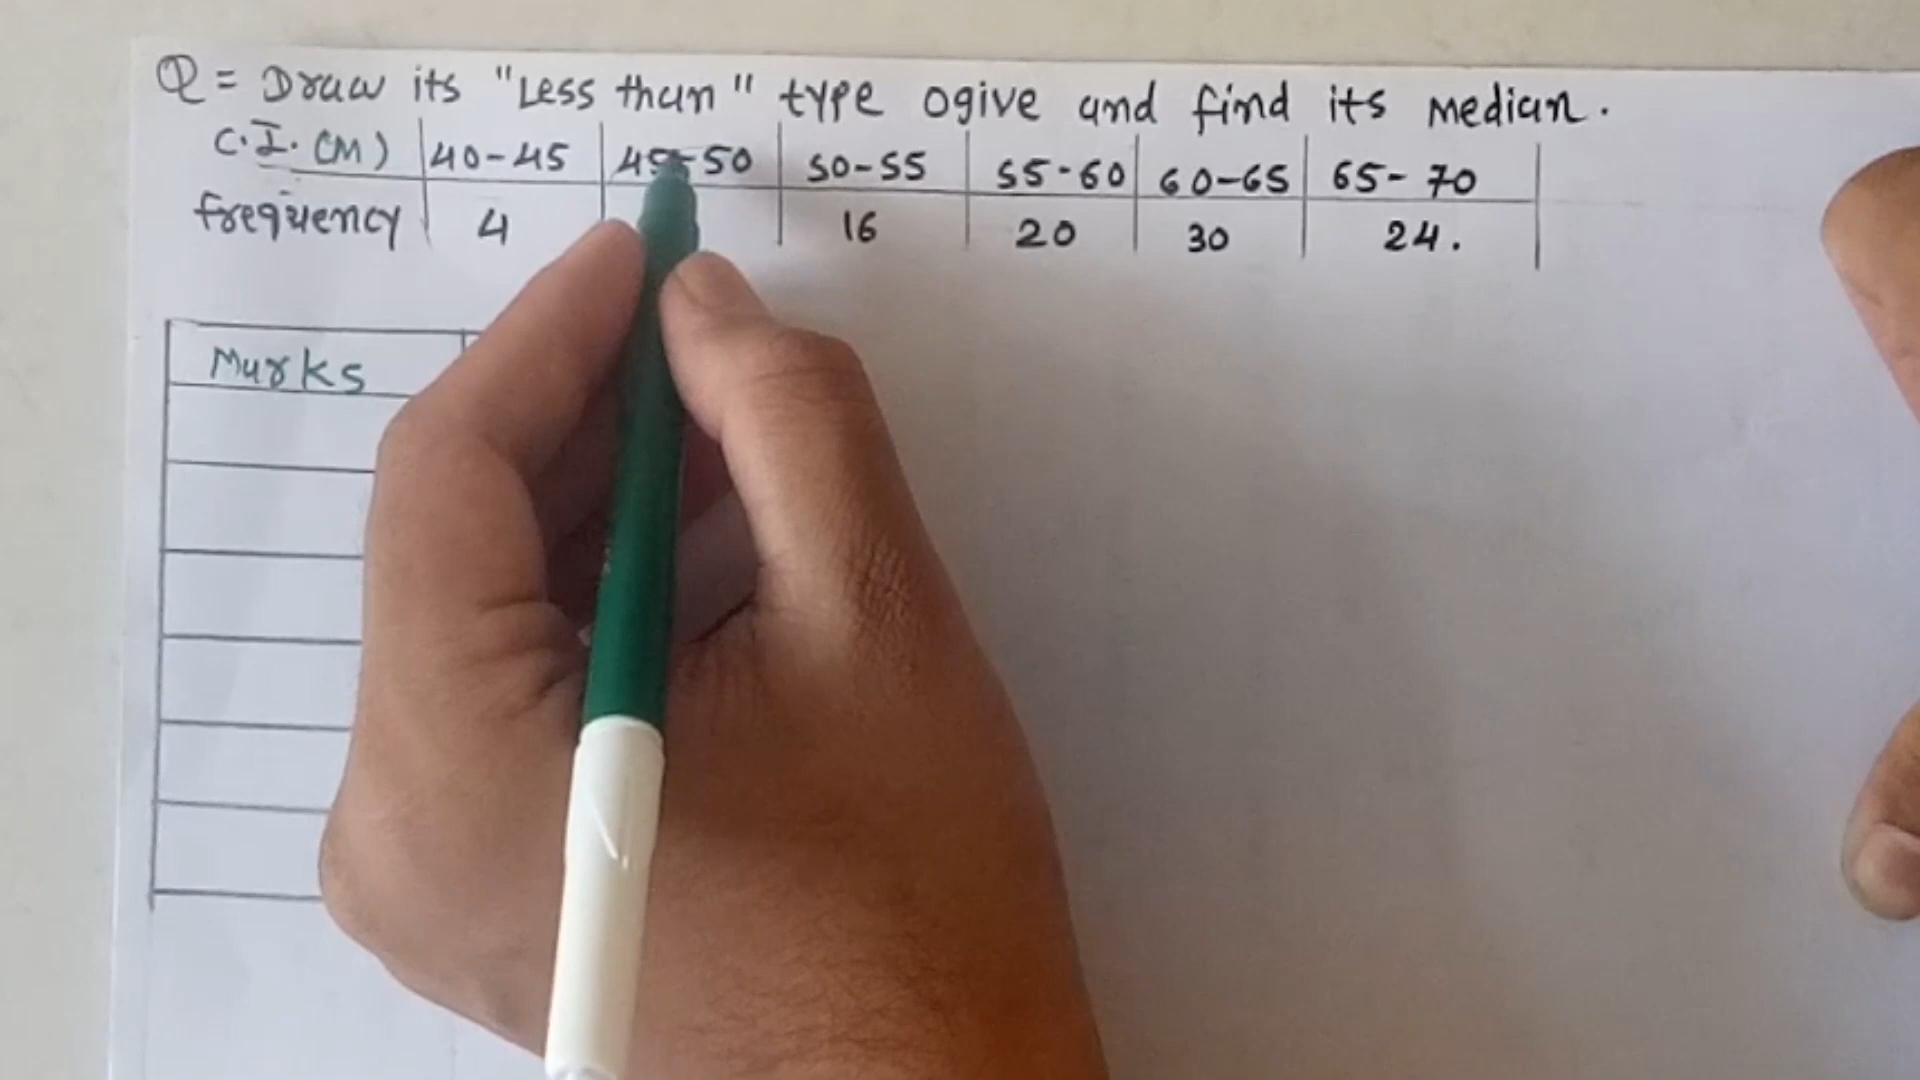 Q = Draw its "Less than" type ogive and find its median.
C.I. (M) 40-45 45-50 50-55 55-60 60-65 65-70
frequency 4 16 20 30 24.
Marks